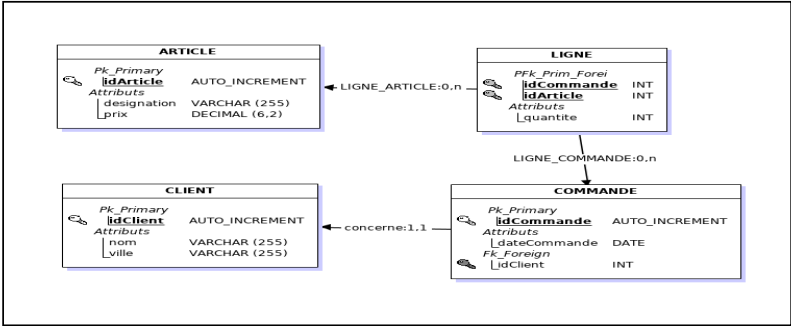 ARTICLE
Pk_Primary
idArticle AUTO_INCREMENT
Attributs
designation VARCHAR (255)
prix DECIMAL (6,2)
LIGNE_ARTICLE:0,n
LIGNE
PFk_Prim_Forei
idCommande INT
idArticle INT
Attributs
quantite INT
LIGNE_COMMANDE:0,n
CLIENT
Pk_Primary
idClient AUTO_INCREMENT
Attributs
nom VARCHAR (255)
ville VARCHAR (255)
concerne:1,1
COMMANDE
Pk_Primary
idCommande AUTO_INCREMENT
Attributs
dateCommande DATE
Fk_Foreign
idClient INT